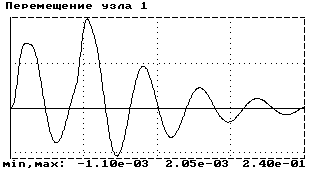 Перемещение узла 1
min,max: -1.10e-03 2.05e-03 2.40e-01